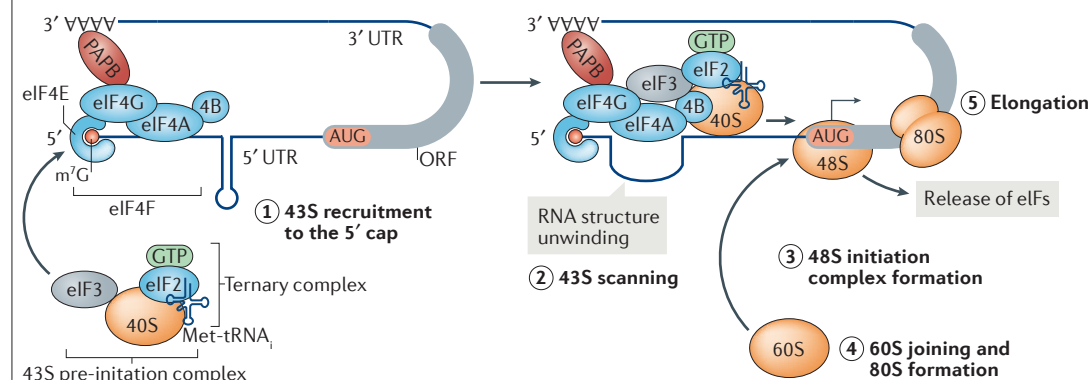 3′ AAAA
PAPB
3′ UTR
eIF4E
eIF4G
4B
eIF4A
5′
m⁷G
5′ UTR
AUG
ORF
eIF4F
① 43S recruitment
to the 5′ cap
GTP
eIF3
eIF2
40S
Ternary complex
Met-tRNAᵢ
43S pre-initation complex
3′ AAAA
PAPB
GTP
eIF3
eIF2
eIF4G
4B
eIF4A
40S
5′
AUG
48S
80S
⑤ Elongation
Release of eIFs
RNA structure
unwinding
② 43S scanning
③ 48S initiation
complex formation
60S
④ 60S joining and
80S formation